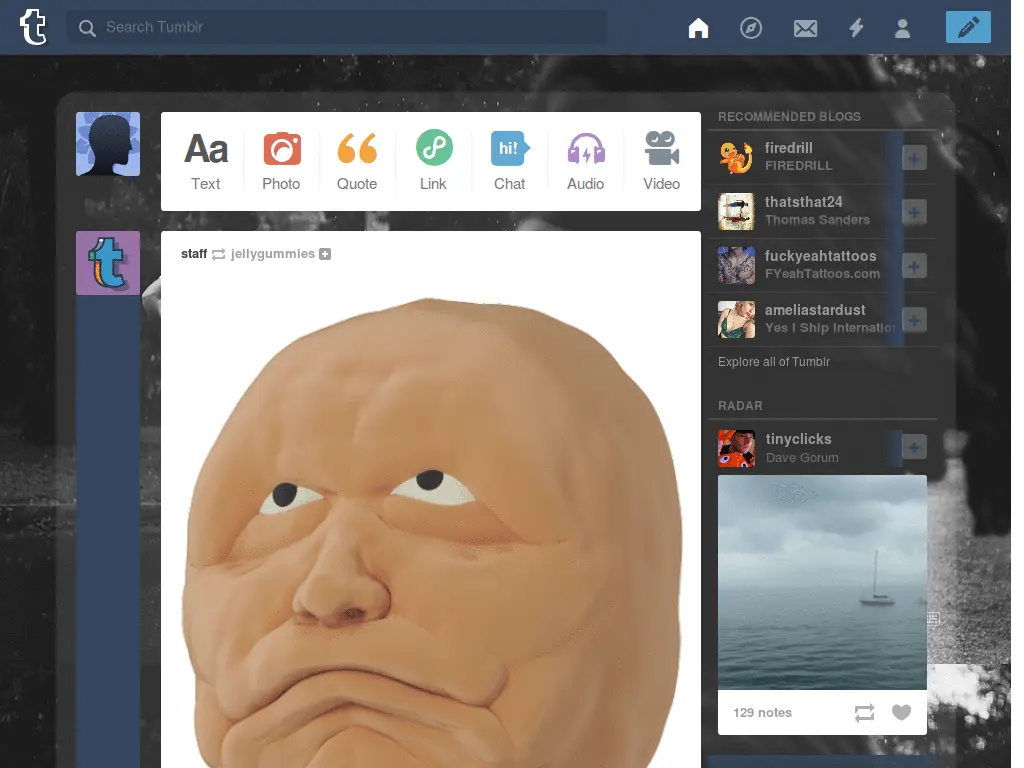 Search Tumblr
Aa
Text
Photo
Quote
Link
hi!
Chat
Audio
Video
staff jellygummies
RECOMMENDED BLOGS
firedrill
FIREDRILL
thatsthat24
Thomas Sanders
fuckyeahtattoos
FYeahTattoos.com
ameliastardust
Yes I Ship Internation
Explore all of Tumblr
RADAR
tinyclicks
Dave Gorum
129 notes